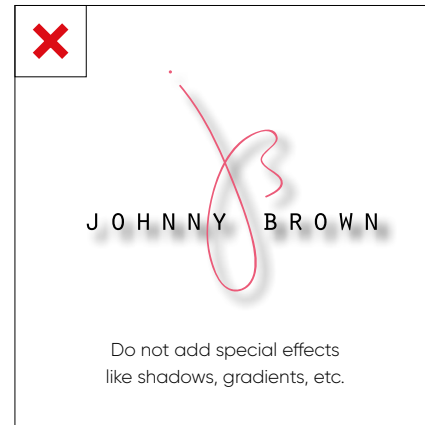 JOHNNY BROWN
Do not add special effects
like shadows, gradients, etc.